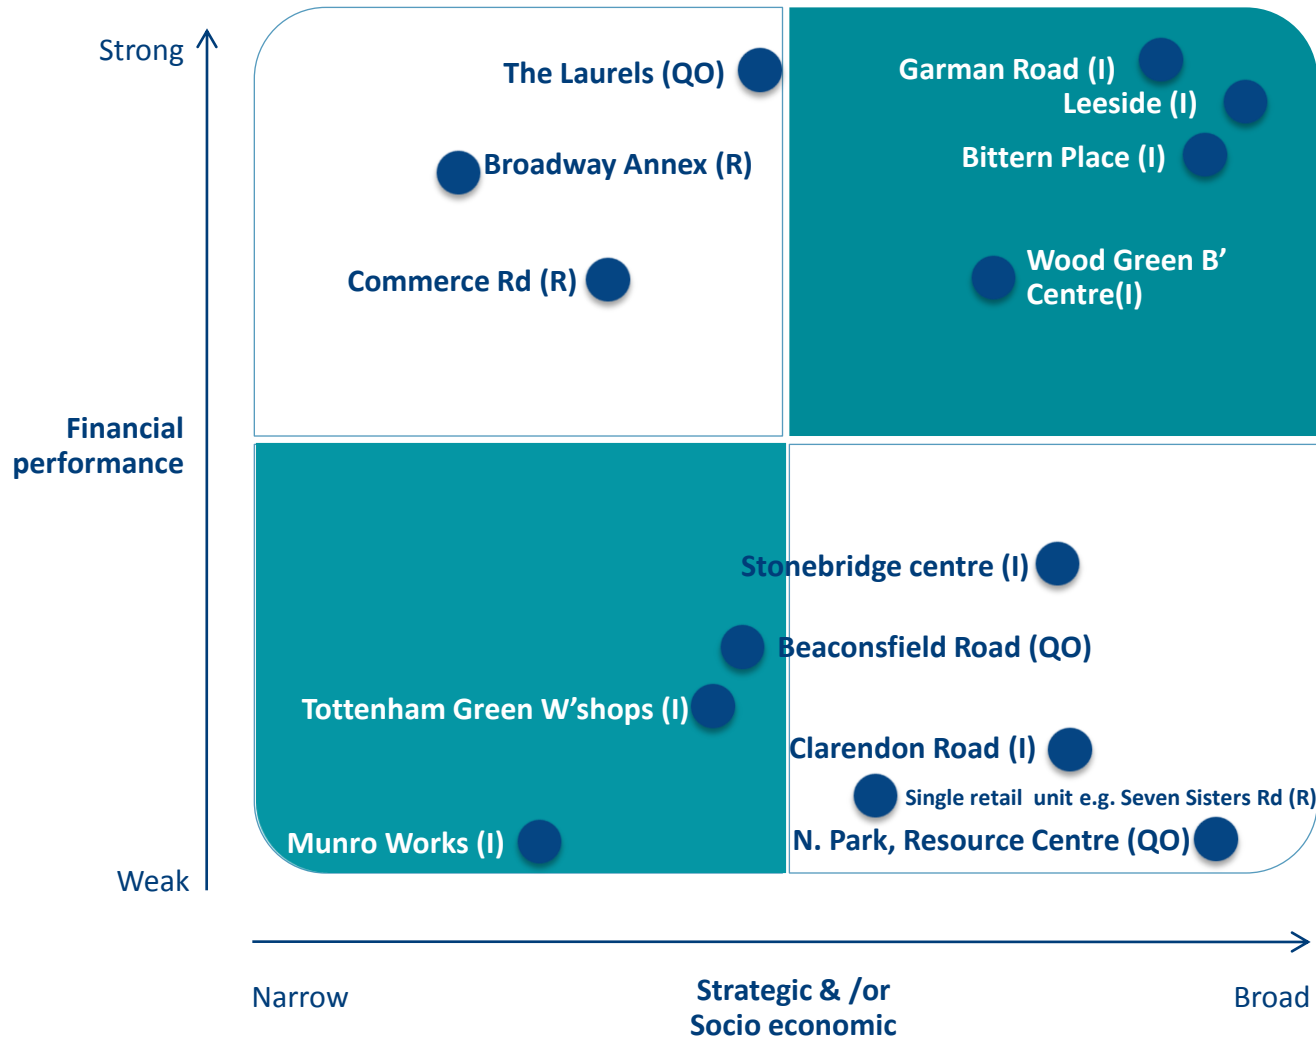 Strong
The Laurels (QO)
Garman Road (I)
Leeside (I)
Broadway Annex (R)
Bittern Place (I)
Commerce Rd (R)
Wood Green B’
Centre(I)
Financial
performance
Stonebridge centre (I)
Beaconsfield Road (QO)
Tottenham Green W’shops (I)
Clarendon Road (I)
Single retail unit e.g. Seven Sisters Rd (R)
Munro Works (I)
N. Park, Resource Centre (QO)
Weak
Narrow
Strategic & /or
Socio economic
Broad